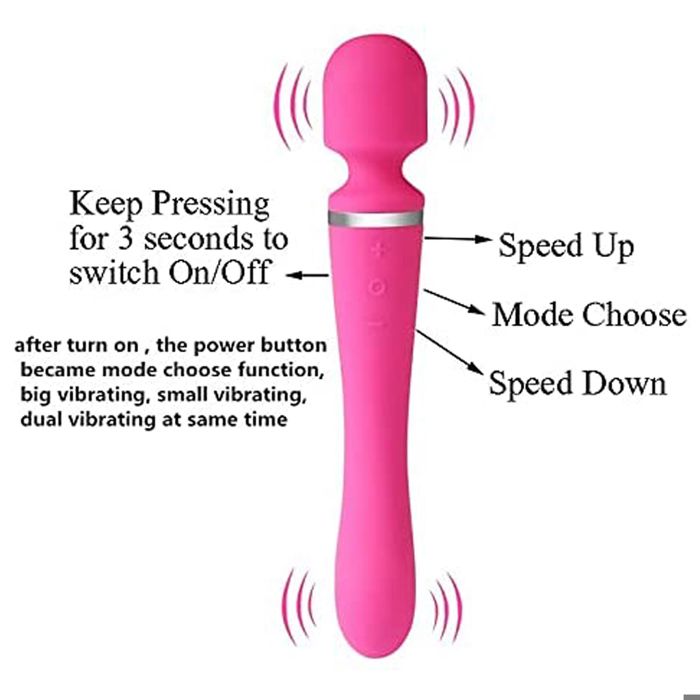 Keep Pressing
for 3 seconds to
switch On/Off
Speed Up
Mode Choose
Speed Down
after turn on , the power button
became mode choose function,
big vibrating, small vibrating,
dual vibrating at same time